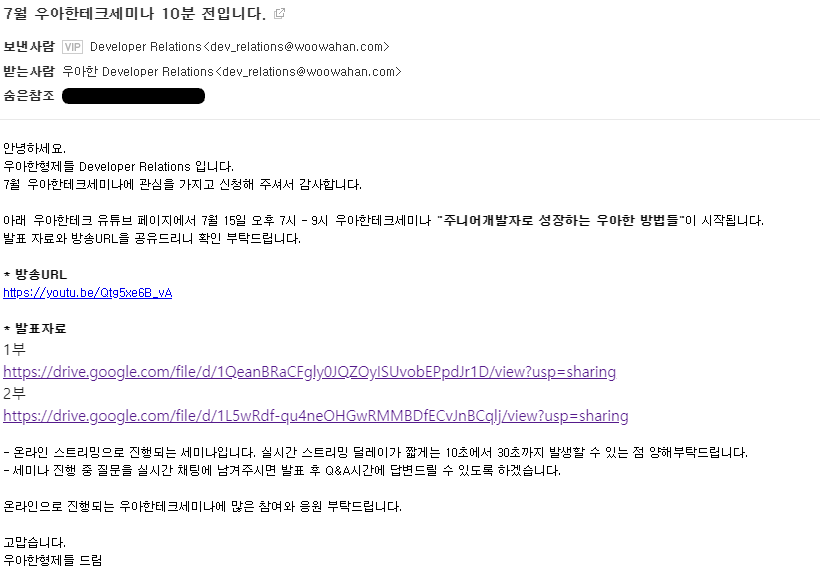 7월 우아한테크세미나 10분 전입니다.
보낸사람 VIP Developer Relations<dev_relations@woowahan.com>
받는사람 우아한 Developer Relations<dev_relations@woowahan.com>
숨은참조
안녕하세요.
우아한형제들 Developer Relations 입니다.
7월 우아한테크세미나에 관심을 가지고 신청해 주셔서 감사합니다.
아래 우아한테크 유튜브 페이지에서 7월 15일 오후 7시 - 9시 우아한테크세미나 "주니어개발자로 성장하는 우아한 방법들"이 시작됩니다.
발표 자료와 방송URL을 공유드리니 확인 부탁드립니다.
* 방송URL
https://youtu.be/Qtg5xe6B_vA
* 발표자료
1부
https://drive.google.com/file/d/1QeanBRaCFgly0JQZOyISUvobEPpdJr1D/view?usp=sharing
2부
https://drive.google.com/file/d/1L5wRdf-qu4neOHGwRMMBDfECvJnBCqlj/view?usp=sharing
- 온라인 스트리밍으로 진행되는 세미나입니다. 실시간 스트리밍 딜레이가 짧게는 10초에서 30초까지 발생할 수 있는 점 양해부탁드립니다.
- 세미나 진행 중 질문을 실시간 채팅에 남겨주시면 발표 후 Q&A시간에 답변드릴 수 있도록 하겠습니다.
온라인으로 진행되는 우아한테크세미나에 많은 참여와 응원 부탁드립니다.
고맙습니다.
우아한형제들 드림